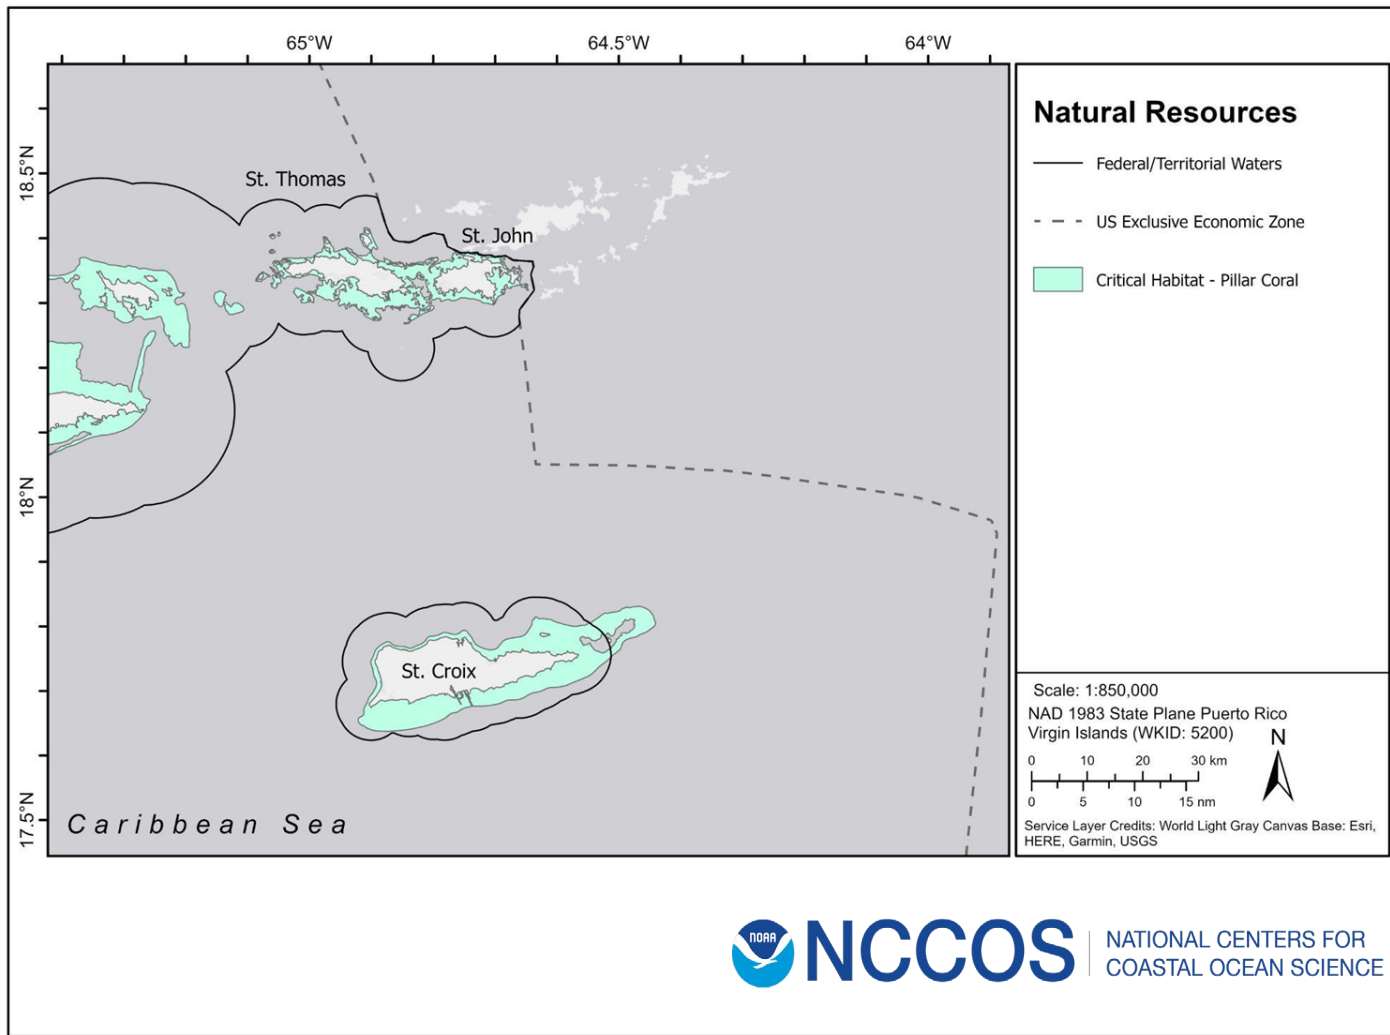 65°W
64.5°W
64°W
18.5°N
18°N
17.5°N
St. Thomas
St. John
St. Croix
Caribbean Sea
Natural Resources
Federal/Territorial Waters
US Exclusive Economic Zone
Critical Habitat - Pillar Coral
Scale: 1:850,000
NAD 1983 State Plane Puerto Rico
Virgin Islands (WKID: 5200)
N
0 10 20 30 km
0 5 10 15 nm
Service Layer Credits: World Light Gray Canvas Base: Esri,
HERE, Garmin, USGS
NOAA
NCCOS
NATIONAL CENTERS FOR
COASTAL OCEAN SCIENCE